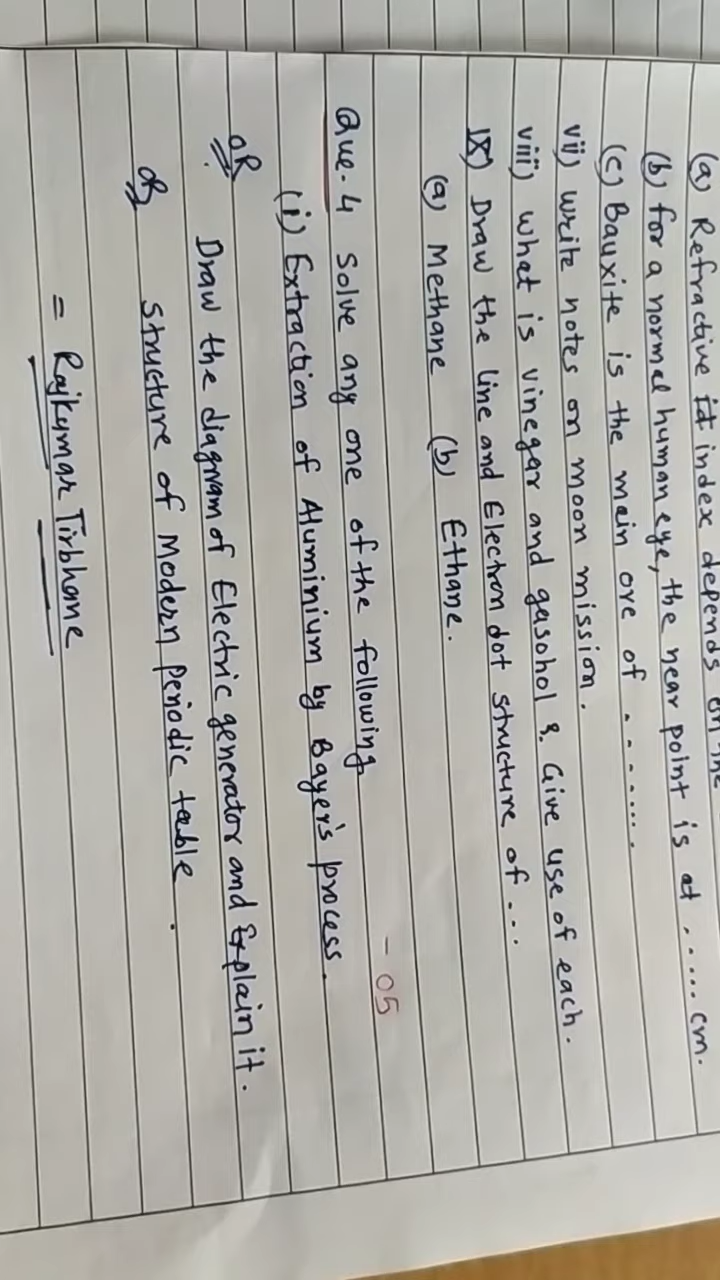 (a) Refractive index depends on the
(b) for a normal human eye, the near point is at ..... cm.
(c) Bauxite is the main ore of ........
vii) write notes on moon mission.
viii) what is vinegar and gasohol? Give use of each.
IX) Draw the line and Electron dot structure of ...
(a) Methane (b) Ethane.
Que. 4 Solve any one of the following - 05
(i) Extraction of Aluminium by Bayer's process.
OR Draw the diagram of Electric generator and Explain it.
OR structure of Modern periodic table.
= Rajkumar Tirbhane